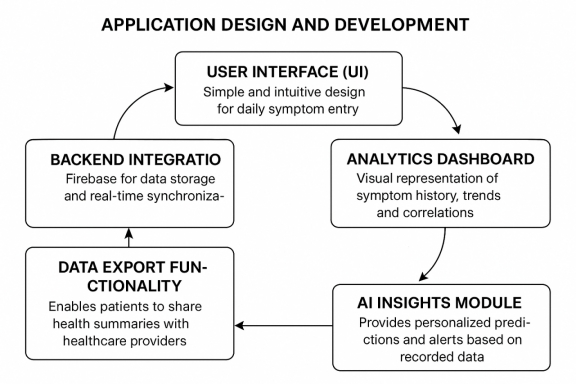 APPLICATION DESIGN AND DEVELOPMENT
USER INTERFACE (UI)
Simple and intuitive design
for daily symptom entry
ANALYTICS DASHBOARD
Visual representation of
symptom history, trends
and correlations
AI INSIGHTS MODULE
Provides personalized predi-
ctions and alerts based on
recorded data
DATA EXPORT FUN-
CTIONALITY
Enables patients to share
health summaries with
healthcare providers
BACKEND INTEGRATIO
Firebase for data storage
and real-time synchroniza-